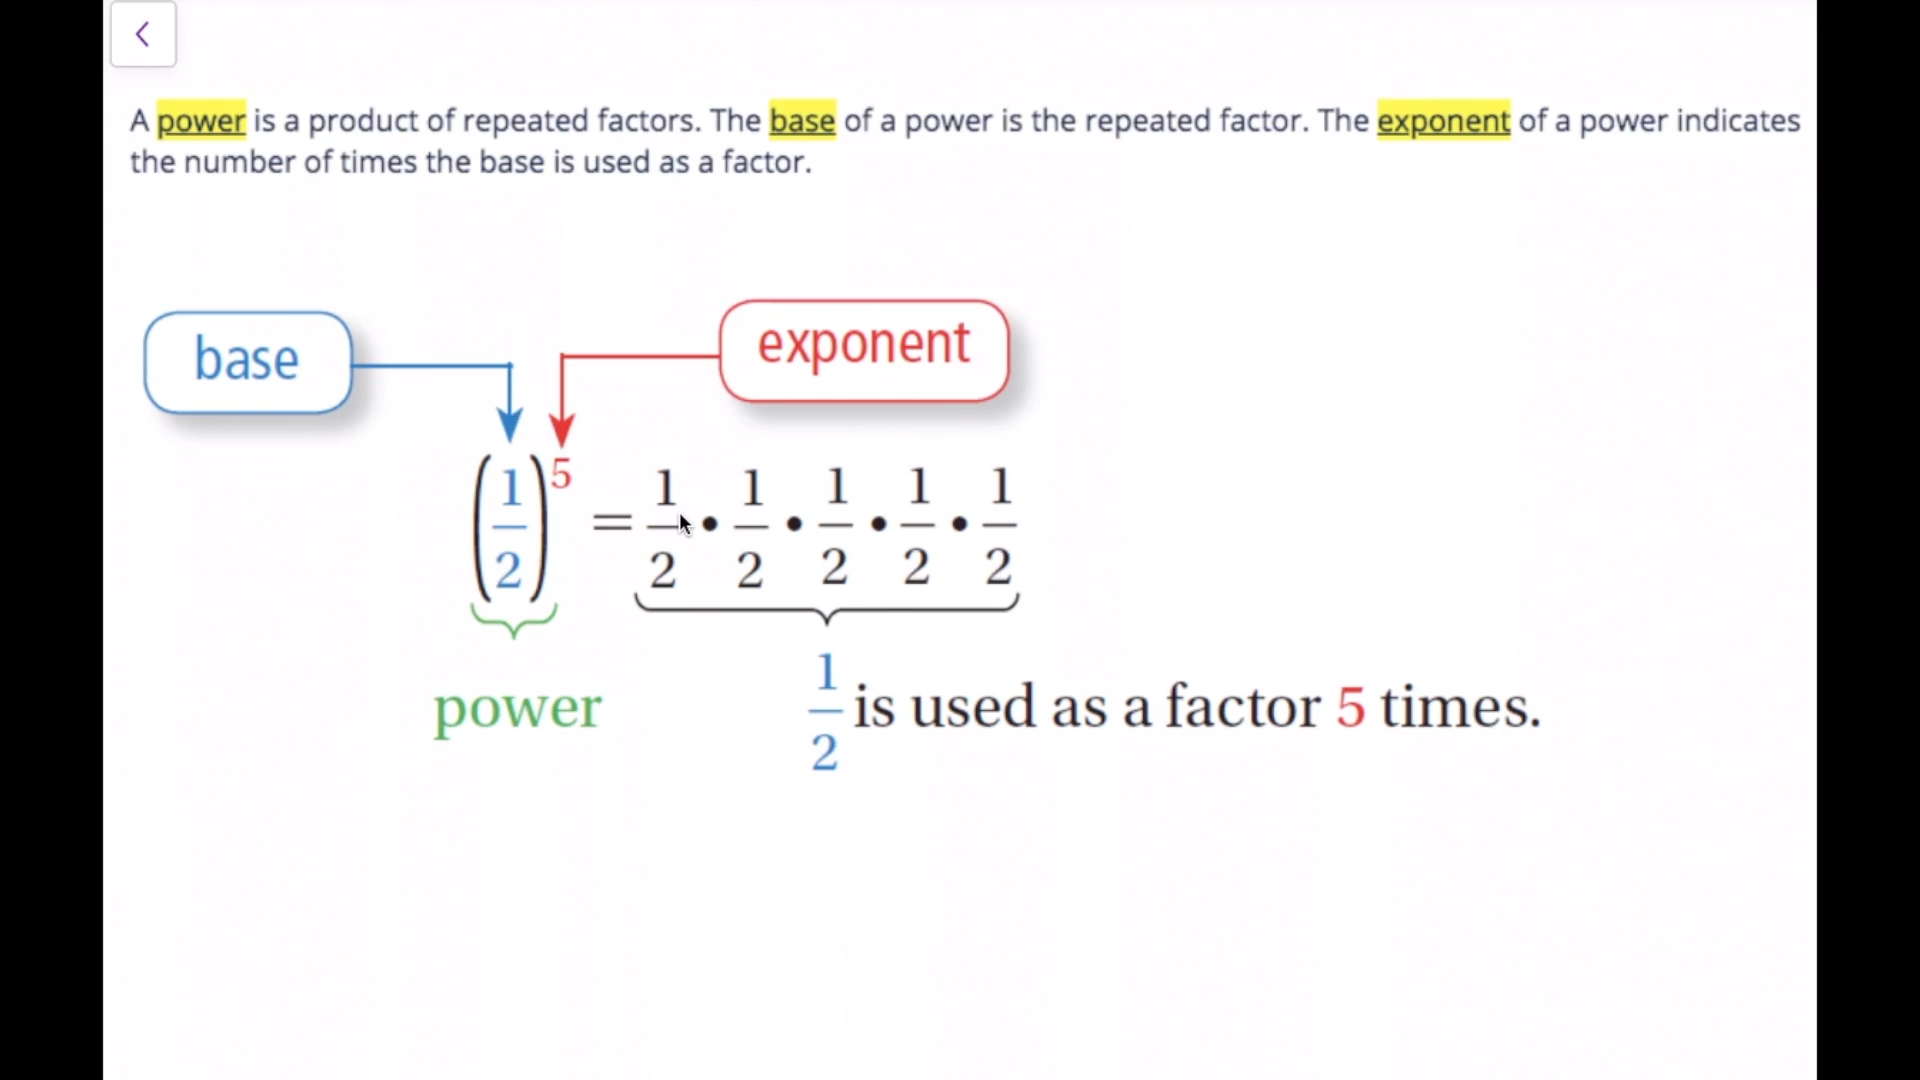 A power is a product of repeated factors. The base of a power is the repeated factor. The exponent of a power indicates
the number of times the base is used as a factor.
base
exponent
(1/2)^5 = 1/2 • 1/2 • 1/2 • 1/2 • 1/2
power
1/2 is used as a factor 5 times.